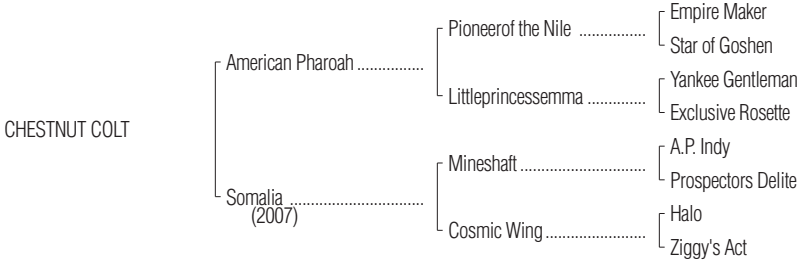 Empire Maker
Pioneerof the Nile ................
Star of Goshen
American Pharoah ................
Yankee Gentleman
Littleprincessemma ..............
Exclusive Rosette
CHESTNUT COLT
A.P. Indy
Mineshaft ..............................
Prospectors Delite
Somalia ................................
(2007)
Halo
Cosmic Wing ........................
Ziggy's Act